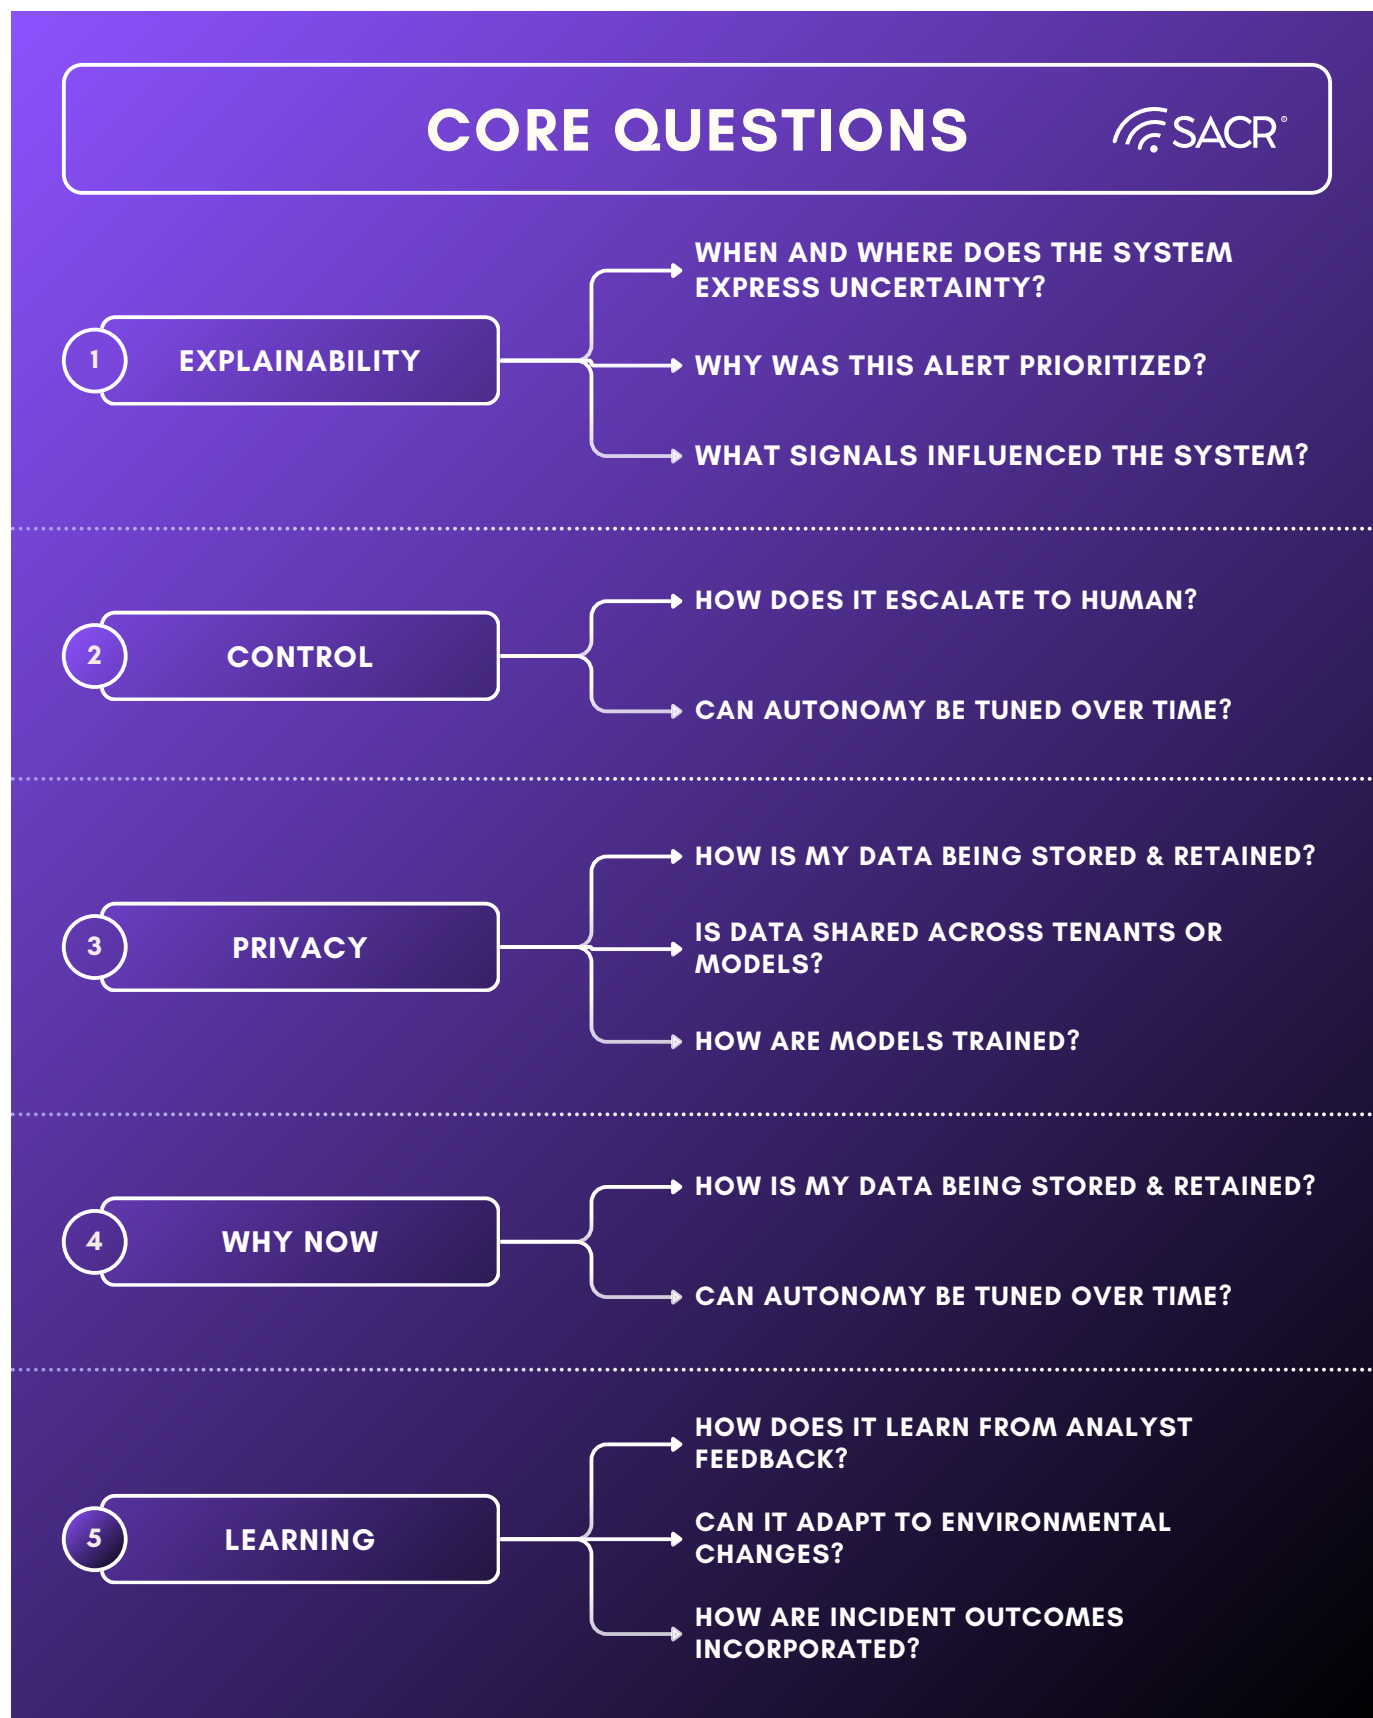 CORE QUESTIONS
SACR
WHEN AND WHERE DOES THE SYSTEM
EXPRESS UNCERTAINTY?
1
EXPLAINABILITY
WHY WAS THIS ALERT PRIORITIZED?
WHAT SIGNALS INFLUENCED THE SYSTEM?
HOW DOES IT ESCALATE TO HUMAN?
2
CONTROL
CAN AUTONOMY BE TUNED OVER TIME?
HOW IS MY DATA BEING STORED & RETAINED?
3
PRIVACY
IS DATA SHARED ACROSS TENANTS OR
MODELS?
HOW ARE MODELS TRAINED?
HOW IS MY DATA BEING STORED & RETAINED?
4
WHY NOW
CAN AUTONOMY BE TUNED OVER TIME?
HOW DOES IT LEARN FROM ANALYST
FEEDBACK?
5
LEARNING
CAN IT ADAPT TO ENVIRONMENTAL
CHANGES?
HOW ARE INCIDENT OUTCOMES
INCORPORATED?